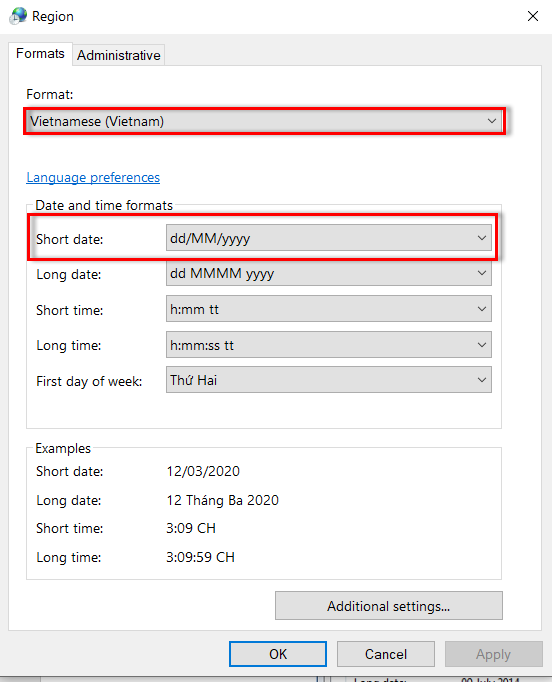 Region
Formats
Administrative
Format:
Vietnamese (Vietnam)
Language preferences
Date and time formats
Short date: dd/MM/yyyy
Long date: dd MMMM yyyy
Short time: h:mm tt
Long time: h:mm:ss tt
First day of week: Thứ Hai
Examples
Short date: 12/03/2020
Long date: 12 Tháng Ba 2020
Short time: 3:09 CH
Long time: 3:09:59 CH
Additional settings...
OK Cancel Apply